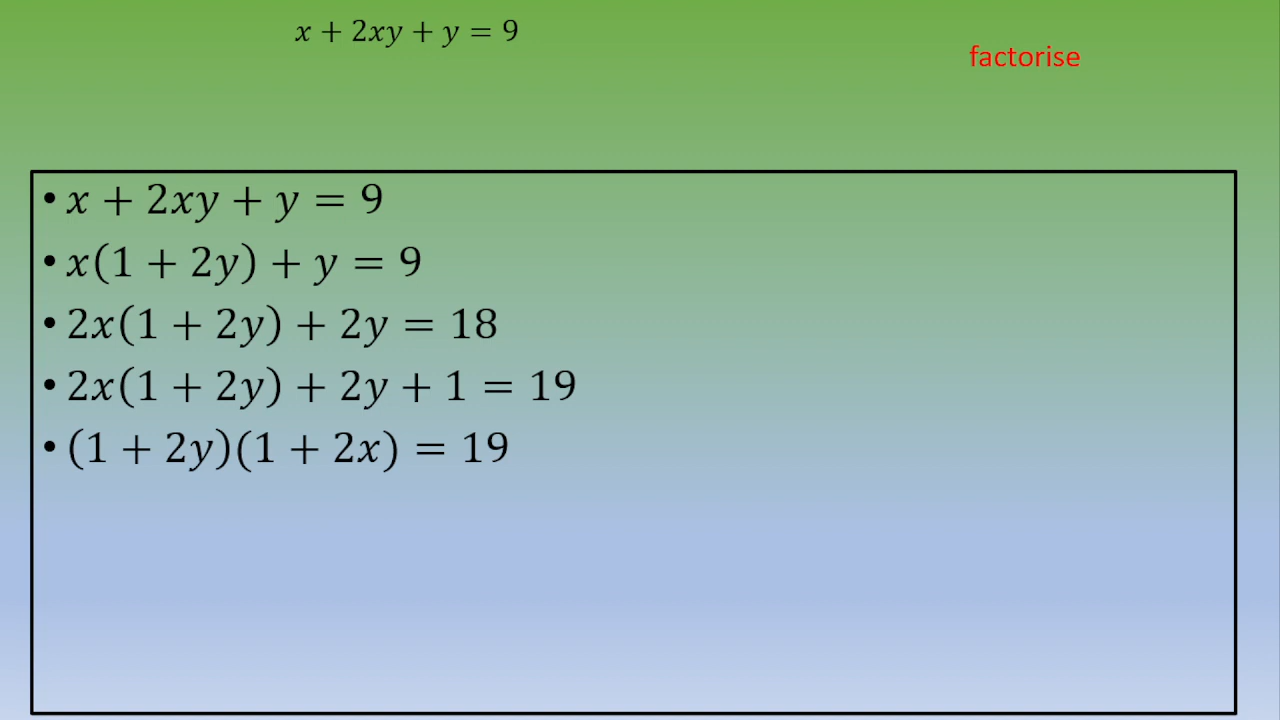 x + 2xy + y = 9
factorise
• x + 2xy + y = 9
• x(1 + 2y) + y = 9
• 2x(1 + 2y) + 2y = 18
• 2x(1 + 2y) + 2y + 1 = 19
• (1 + 2y)(1 + 2x) = 19